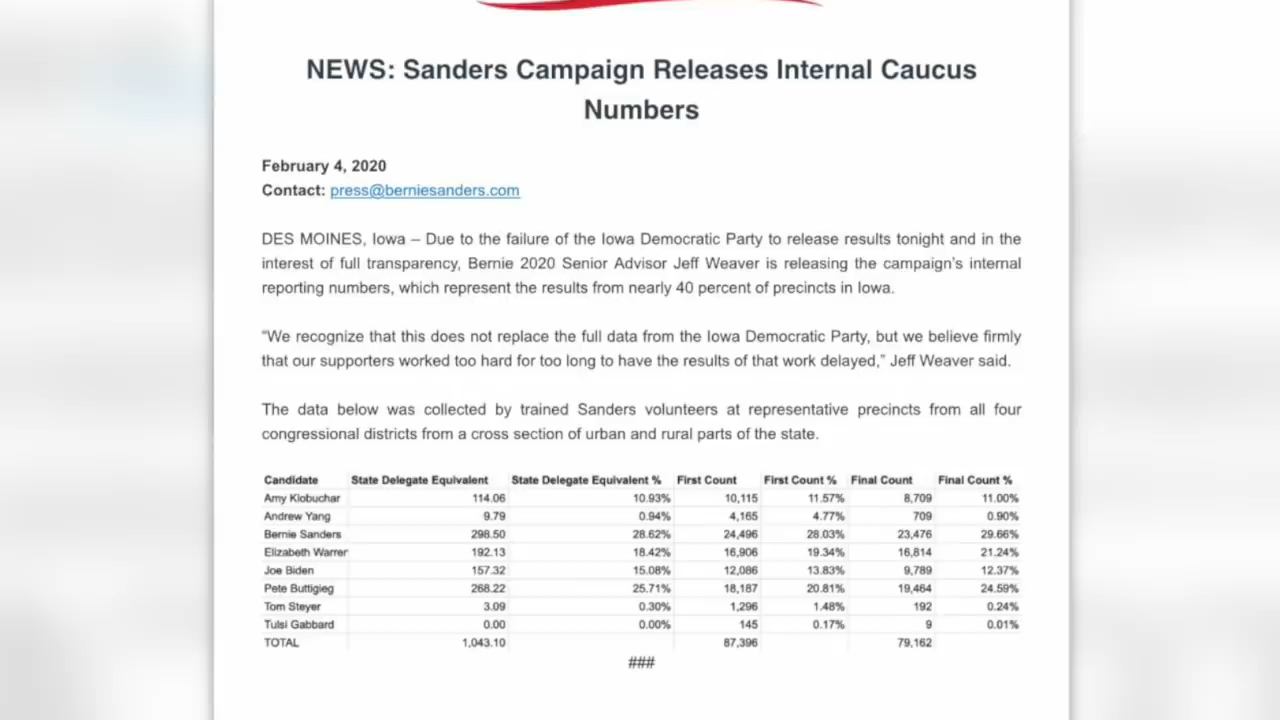 NEWS: Sanders Campaign Releases Internal Caucus
Numbers
February 4, 2020
Contact: press@berniesanders.com
DES MOINES, Iowa – Due to the failure of the Iowa Democratic Party to release results tonight and in the
interest of full transparency, Bernie 2020 Senior Advisor Jeff Weaver is releasing the campaign's internal
reporting numbers, which represent the results from nearly 40 percent of precincts in Iowa.
“We recognize that this does not replace the full data from the Iowa Democratic Party, but we believe firmly
that our supporters worked too hard for too long to have the results of that work delayed,” Jeff Weaver said.
The data below was collected by trained Sanders volunteers at representative precincts from all four
congressional districts from a cross section of urban and rural parts of the state.
Candidate State Delegate Equivalent State Delegate Equivalent % First Count First Count % Final Count Final Count %
Amy Klobuchar 114.06 10.93% 10,115 11.57% 8,709 11.00%
Andrew Yang 9.79 0.94% 4,165 4.77% 709 0.90%
Bernie Sanders 298.50 28.62% 24,496 28.03% 23,476 29.66%
Elizabeth Warren 192.13 18.42% 16,906 19.34% 16,814 21.24%
Joe Biden 157.32 15.08% 12,086 13.83% 9,789 12.37%
Pete Buttigieg 268.22 25.71% 18,187 20.81% 19,464 24.59%
Tom Steyer 3.09 0.30% 1,296 1.48% 192 0.24%
Tulsi Gabbard 0.00 0.00% 145 0.17% 9 0.01%
TOTAL 1,043.10 87,396 79,162
###